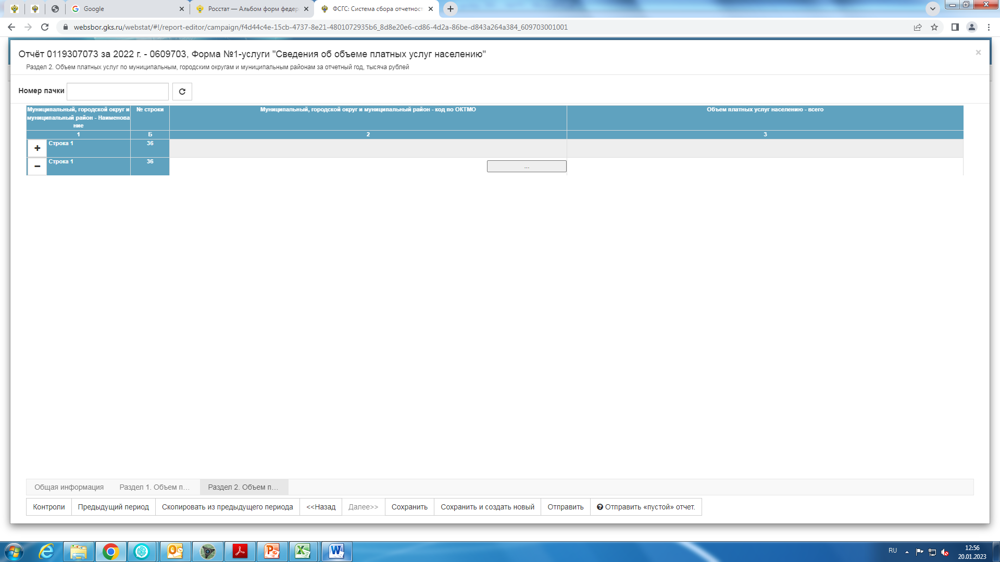 Google
Росстат — Альбом форм федер
ФСГС: Система сбора отчетност
websbor.gks.ru/webstat/#!/report-editor/campaign/f4d44c4e-15cb-4737-8e21-4801072935b6_8d8e20e6-cd86-4d2a-86be-d843a264a384_609703001001
Отчёт 0119307073 за 2022 г. - 0609703, Форма №1-услуги "Сведения об объеме платных услуг населению"
Раздел 2. Объем платных услуг по муниципальным, городским округам и муниципальным районам за отчетный год, тысяча рублей
Номер пачки
Муниципальный, городской округ и
муниципальный район - Наименова
ние
№ строки
Муниципальный, городской округ и муниципальный район - код по ОКТМО
Объем платных услуг населению - всего
1 Б 2 3
+ Строка 1 36
− Строка 1 36 ...
Общая информация Раздел 1. Объем п... Раздел 2. Объем п...
Контроли Предыдущий период Скопировать из предыдущего периода <<Назад Далее>> Сохранить Сохранить и создать новый Отправить Отправить «пустой» отчет.
RU
12:56
20.01.2023